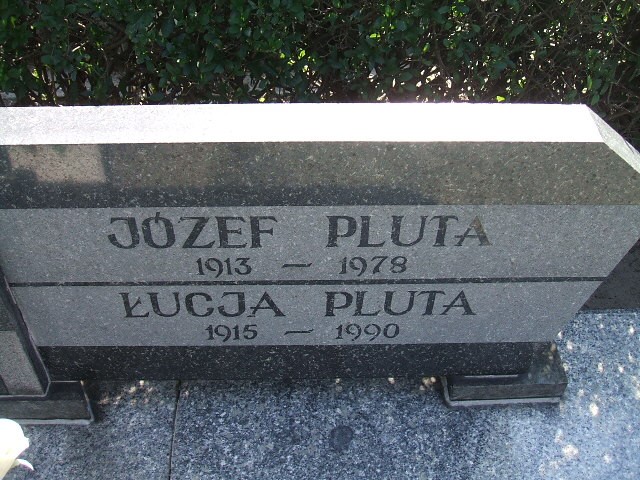 JÓZEF PLUTA
1913 - 1978
ŁUCJA PLUTA
1915 - 1990